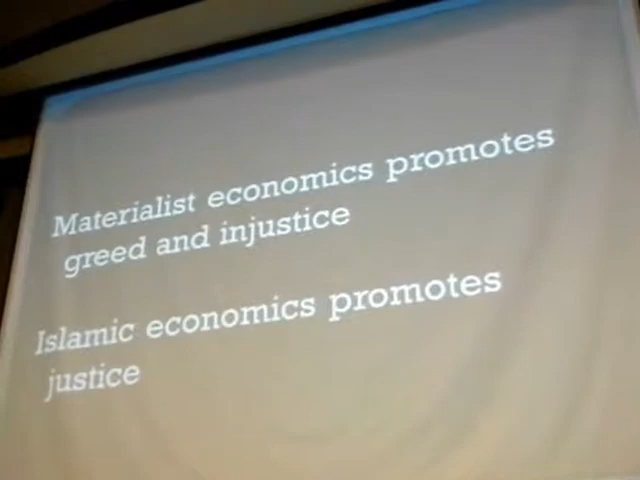 Materialist economics promotes
greed and injustice
Islamic economics promotes
justice